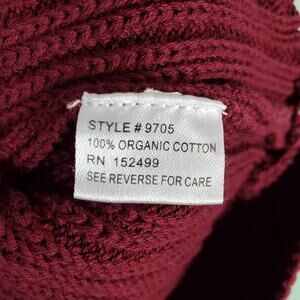 STYLE # 9705
100% ORGANIC COTTON
RN 152499
SEE REVERSE FOR CARE